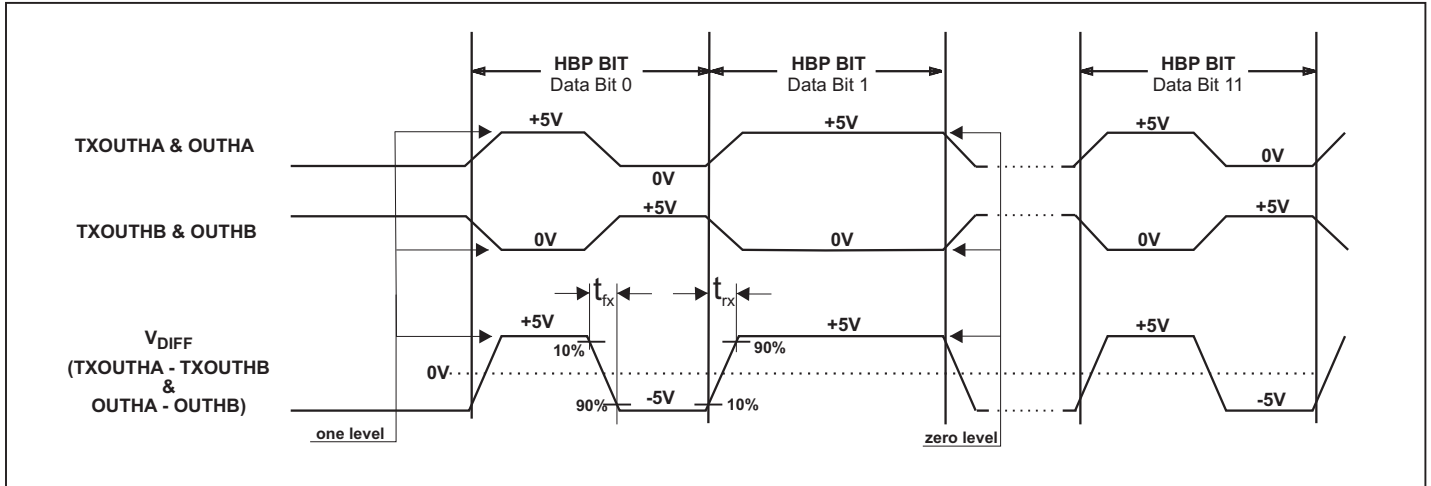 HBP BIT
Data Bit 0
HBP BIT
Data Bit 1
HBP BIT
Data Bit 11
TXOUTHA & OUTHA
+5V
0V
+5V
+5V
0V
TXOUTHB & OUTHB
0V
+5V
0V
0V
+5V
tfx
trx
VDIFF
(TXOUTHA - TXOUTHB
&
OUTHA - OUTHB)
0V
+5V
10%
90%
-5V
+5V
90%
10%
+5V
-5V
one level
zero level